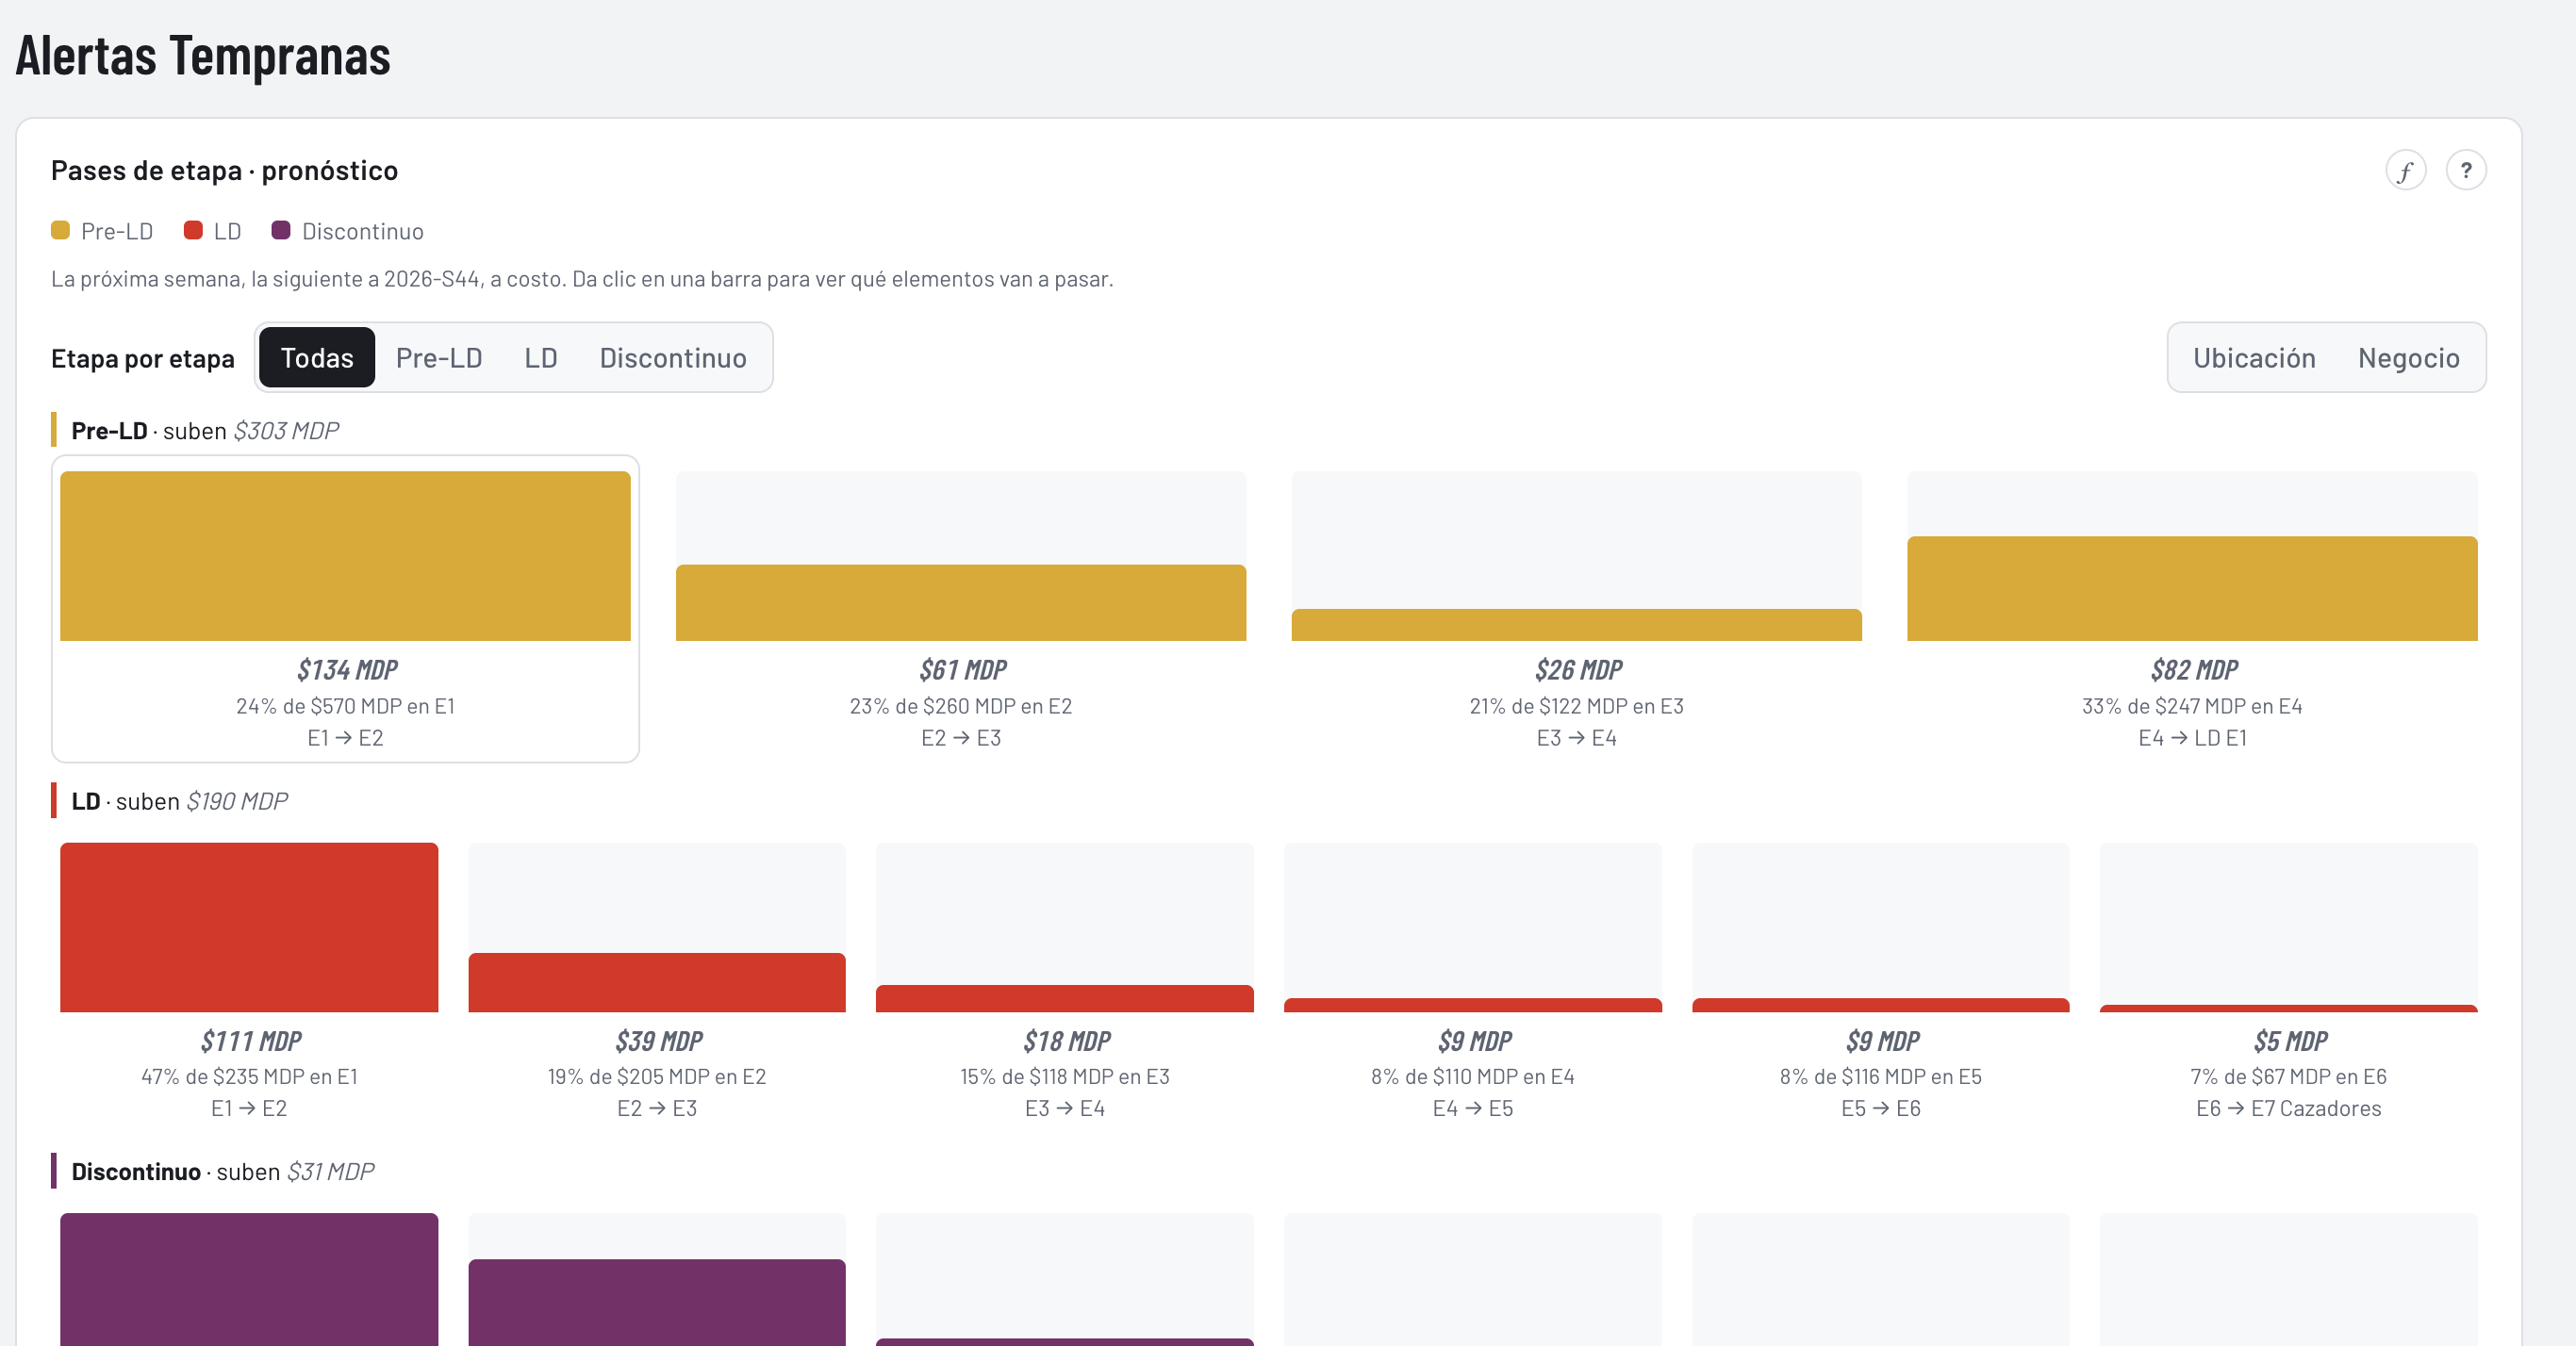 Alertas Tempranas
Pases de etapa · pronóstico
f ?
Pre-LD LD Discontinuo
La próxima semana, la siguiente a 2026-S44, a costo. Da clic en una barra para ver qué elementos van a pasar.
Etapa por etapa Todas Pre-LD LD Discontinuo Ubicación Negocio
Pre-LD · suben $303 MDP
$134 MDP $61 MDP $26 MDP $82 MDP
24% de $570 MDP en E1 23% de $260 MDP en E2 21% de $122 MDP en E3 33% de $247 MDP en E4
E1 → E2 E2 → E3 E3 → E4 E4 → LD E1
LD · suben $190 MDP
$111 MDP $39 MDP $18 MDP $9 MDP $9 MDP $5 MDP
47% de $235 MDP en E1 19% de $205 MDP en E2 15% de $118 MDP en E3 8% de $110 MDP en E4 8% de $116 MDP en E5 7% de $67 MDP en E6
E1 → E2 E2 → E3 E3 → E4 E4 → E5 E5 → E6 E6 → E7 Cazadores
Discontinuo · suben $31 MDP